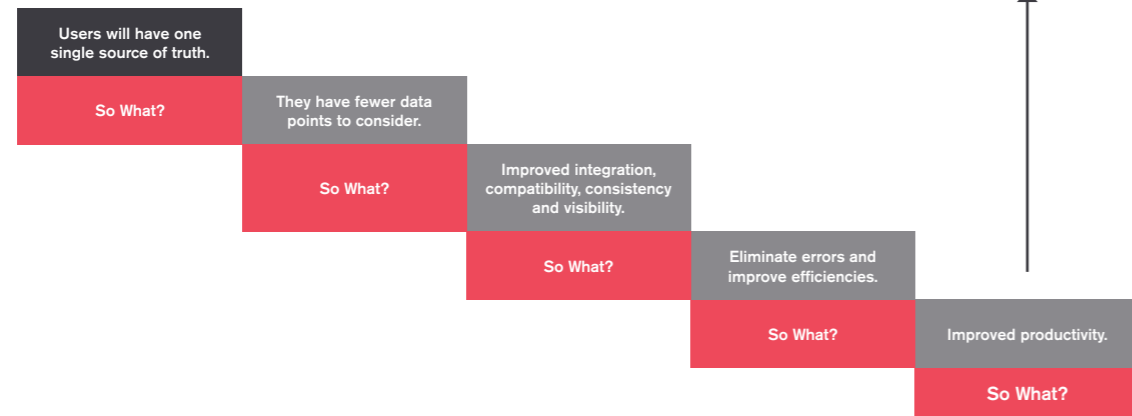 Users will have one
single source of truth.
So What?
They have fewer data
points to consider.
So What?
Improved integration,
compatibility, consistency
and visibility.
So What?
Eliminate errors and
improve efficiencies.
So What?
Improved productivity.
So What?